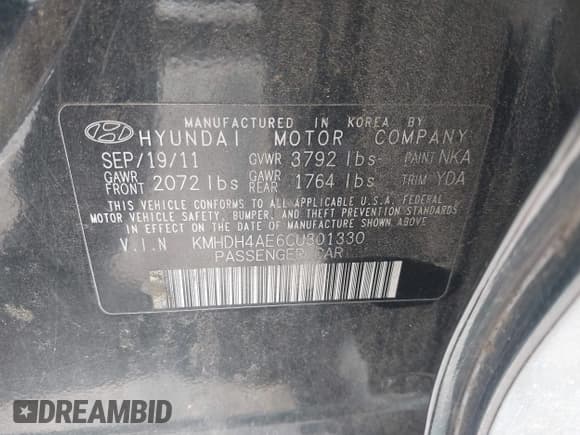 MANUFACTURED IN KOREA BY
HYUNDAI MOTOR COMPANY
SEP/19/11 GVWR 3792 lbs PAINT NKA
GAWR FRONT 2072 lbs GAWR REAR 1764 lbs TRIM YDA
THIS VEHICLE CONFORMS TO ALL APPLICABLE U.S.A. FEDERAL
MOTOR VEHICLE SAFETY, BUMPER, AND THEFT PREVENTION STANDARDS
IN EFFECT ON THE DATE OF MANUFACTURE SHOWN ABOVE.
V.I.N KMHDH4AE6CU301330
PASSENGER CAR
DREAMBID